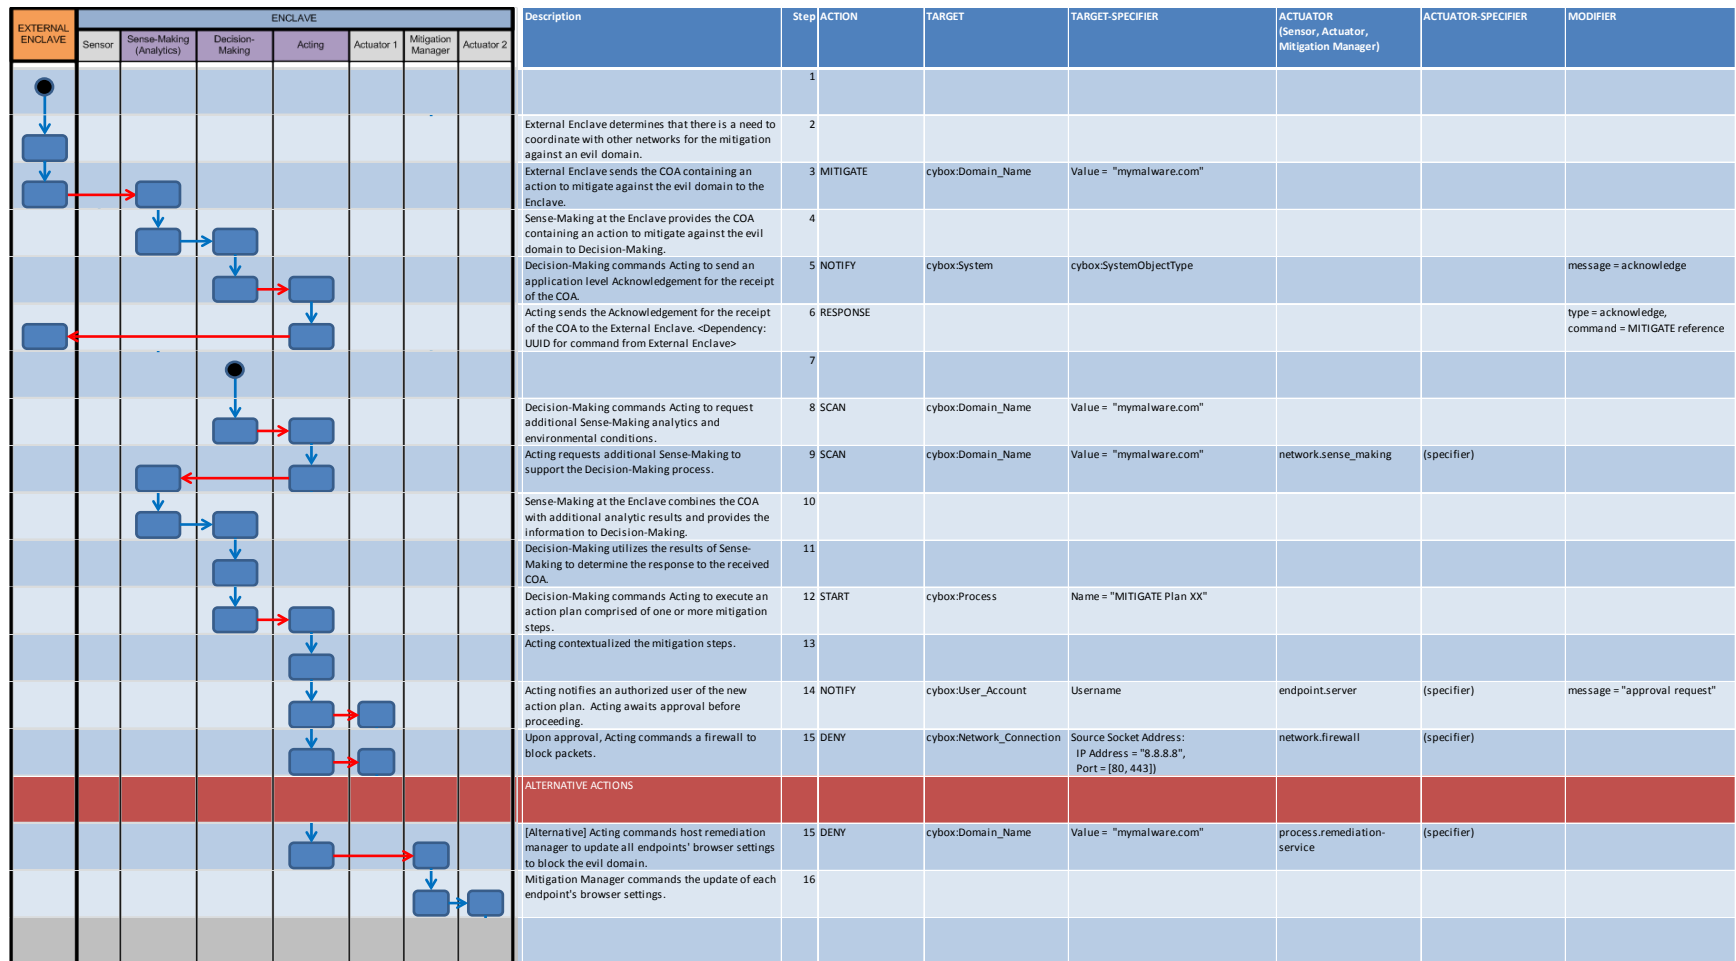 EXTERNAL
ENCLAVE
ENCLAVE
Sensor
Sense-Making
(Analytics)
Decision-
Making
Acting
Actuator 1
Mitigation
Manager
Actuator 2
Description
Step
ACTION
TARGET
TARGET-SPECIFIER
ACTUATOR
(Sensor, Actuator,
Mitigation Manager)
ACTUATOR-SPECIFIER
MODIFIER
1
External Enclave determines that there is a need to
coordinate with other networks for the mitigation
against an evil domain.
2
External Enclave sends the COA containing an
action to mitigate against the evil domain to the
Enclave.
3
MITIGATE
cybox:Domain_Name
Value = "mymalware.com"
Sense-Making at the Enclave provides the COA
containing an action to mitigate against the evil
domain to Decision-Making.
4
Decision-Making commands Acting to send an
application level Acknowledgement for the receipt
of the COA.
5
NOTIFY
cybox:System
cybox:SystemObjectType
message = acknowledge
Acting sends the Acknowledgement for the receipt
of the COA to the External Enclave. <Dependency:
UUID for command from External Enclave>
6
RESPONSE
type = acknowledge,
command = MITIGATE reference
7
Decision-Making commands Acting to request
additional Sense-Making analytics and
environmental conditions.
8
SCAN
cybox:Domain_Name
Value = "mymalware.com"
Acting requests additional Sense-Making to
support the Decision-Making process.
9
SCAN
cybox:Domain_Name
Value = "mymalware.com"
network.sense_making
(specifier)
Sense-Making at the Enclave combines the COA
with additional analytic results and provides the
information to Decision-Making.
10
Decision-Making utilizes the results of Sense-
Making to determine the response to the received
COA.
11
Decision-Making commands Acting to execute an
action plan comprised of one or more mitigation
steps.
12
START
cybox:Process
Name = "MITIGATE Plan XX"
Acting contextualized the mitigation steps.
13
Acting notifies an authorized user of the new
action plan.  Acting awaits approval before
proceeding.
14
NOTIFY
cybox:User_Account
Username
endpoint.server
(specifier)
message = "approval request"
Upon approval, Acting commands a firewall to
block packets.
15
DENY
cybox:Network_Connection
Source Socket Address:
IP Address = "8.8.8.8",
Port = [80, 443])
network.firewall
(specifier)
ALTERNATIVE ACTIONS
[Alternative] Acting commands host remediation
manager to update all endpoints' browser settings
to block the evil domain.
15
DENY
cybox:Domain_Name
Value = "mymalware.com"
process.remediation-
service
(specifier)
Mitigation Manager commands the update of each
endpoint's browser settings.
16